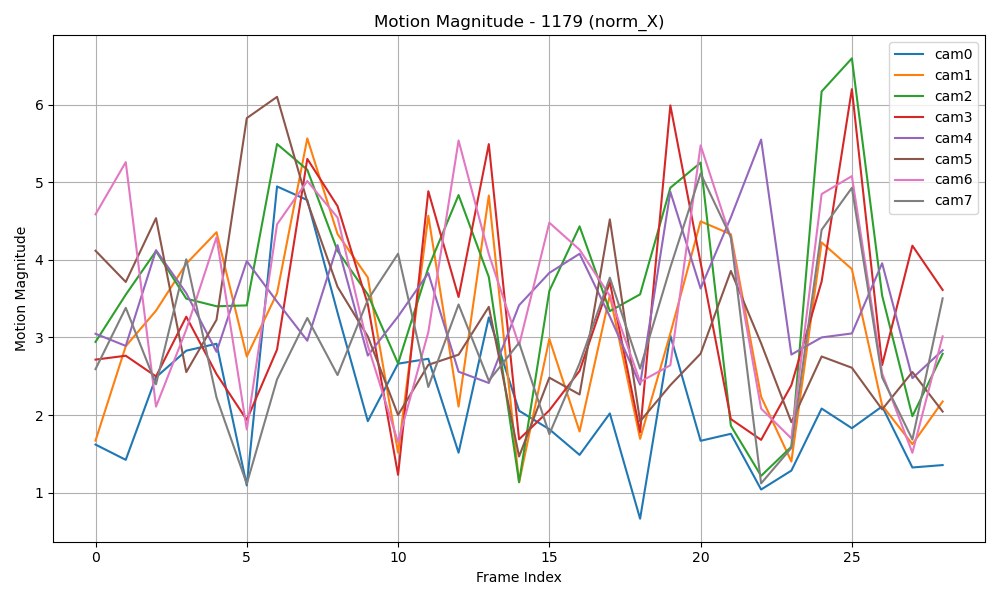 Motion Magnitude - 1179 (norm_X)
Motion Magnitude
6
5
4
3
2
1
0
5
10
15
20
25
Frame Index
cam0
cam1
cam2
cam3
cam4
cam5
cam6
cam7